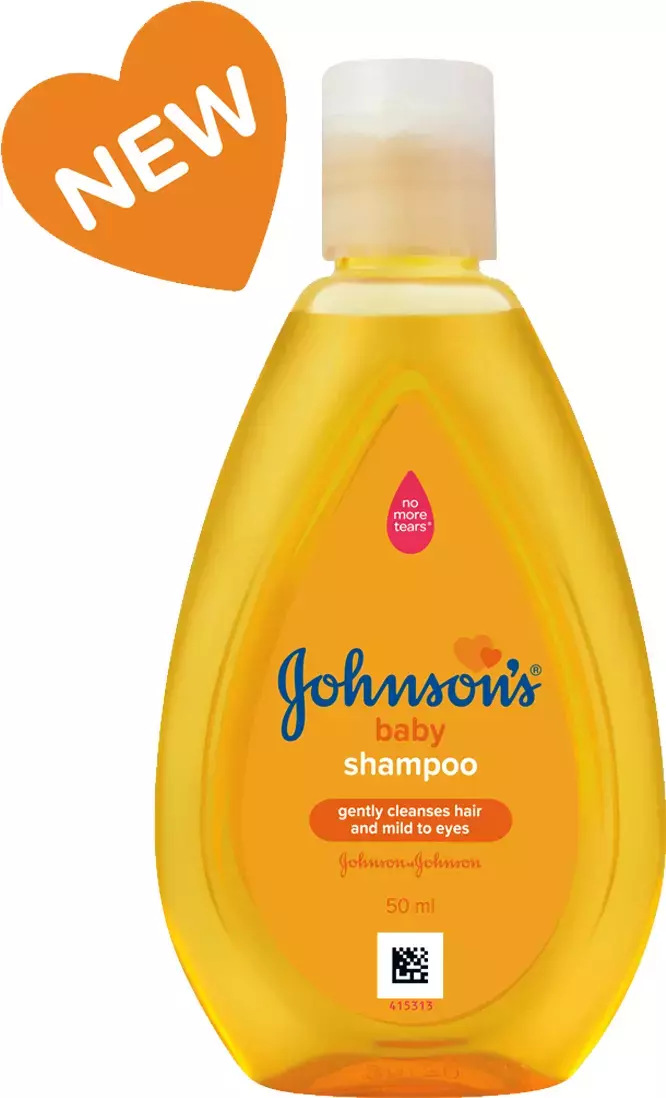 NEW
no
more
tears®
Johnson's®
baby
shampoo
gently cleanses hair
and mild to eyes
Johnson & Johnson
50 ml
415313